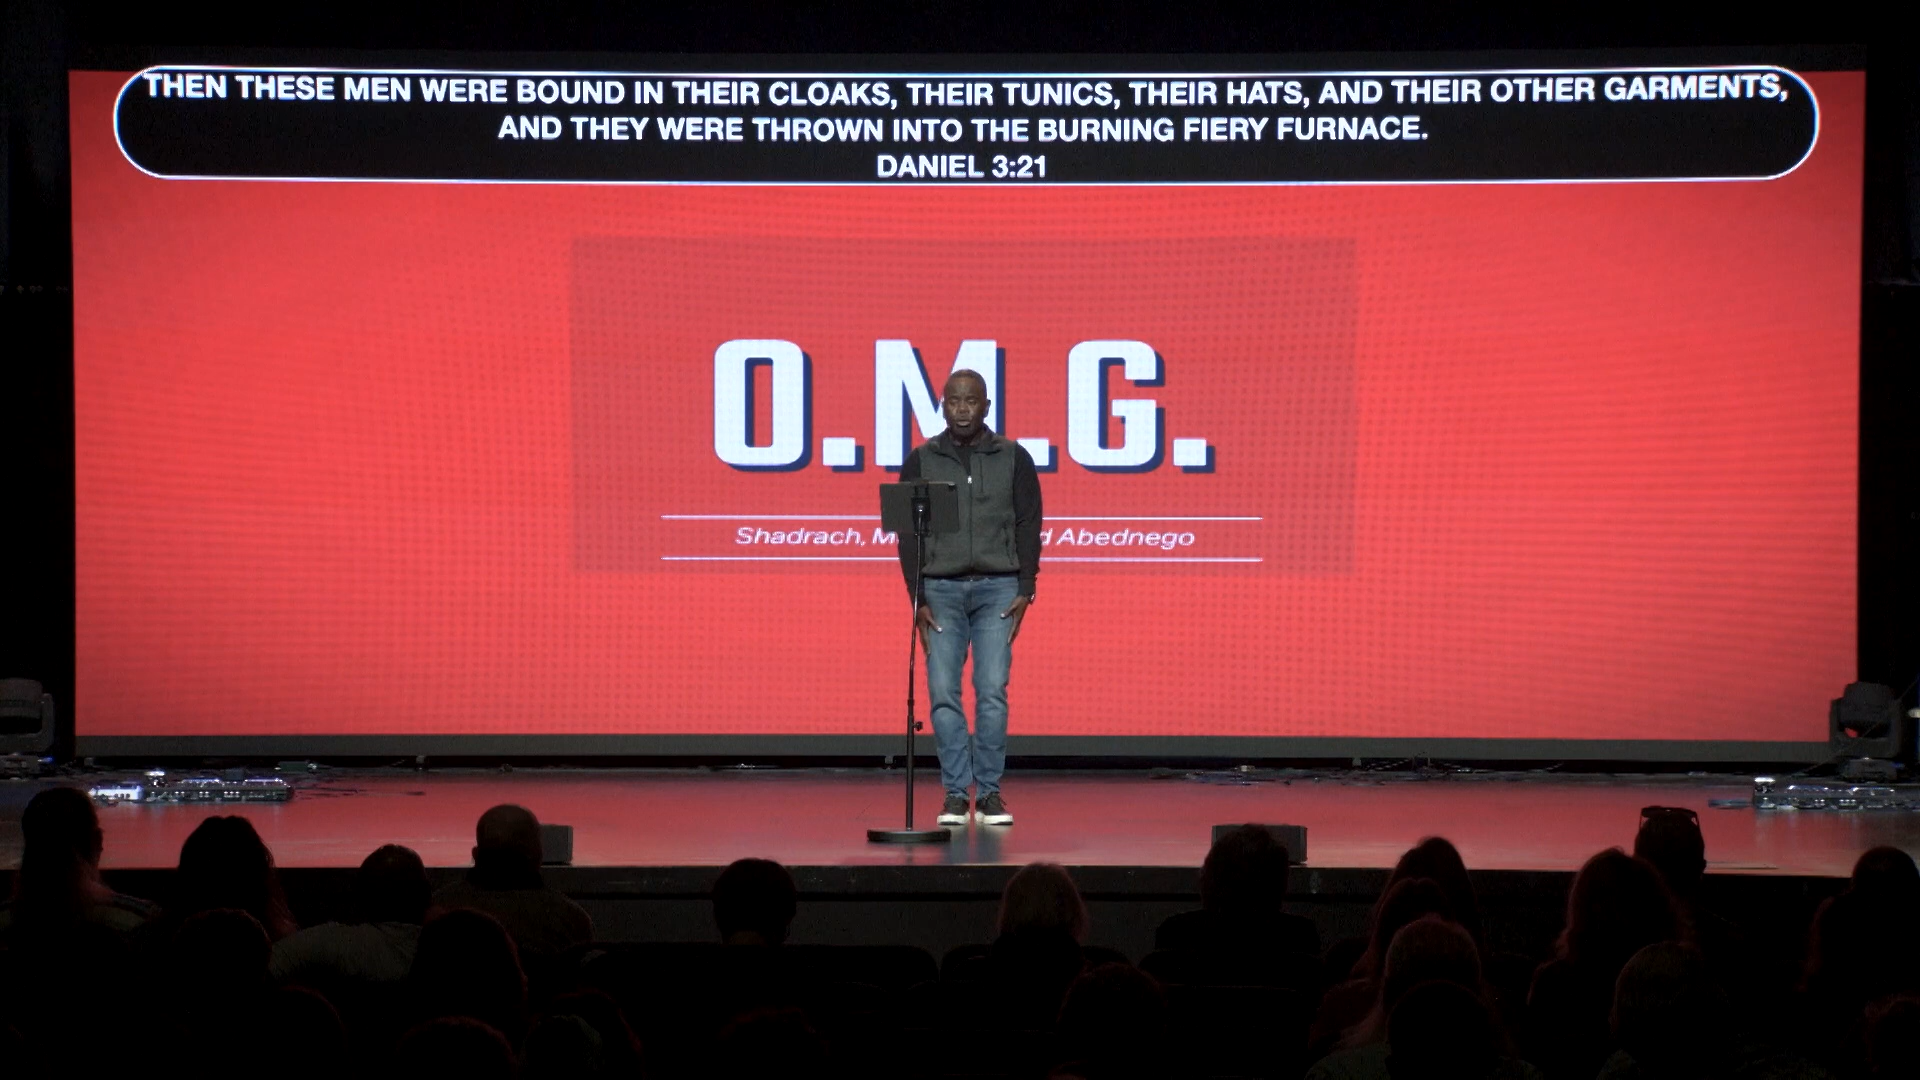 THEN THESE MEN WERE BOUND IN THEIR CLOAKS, THEIR TUNICS, THEIR HATS, AND THEIR OTHER GARMENTS,
AND THEY WERE THROWN INTO THE BURNING FIERY FURNACE.
DANIEL 3:21
O.M.G.
Shadrach, Abednego